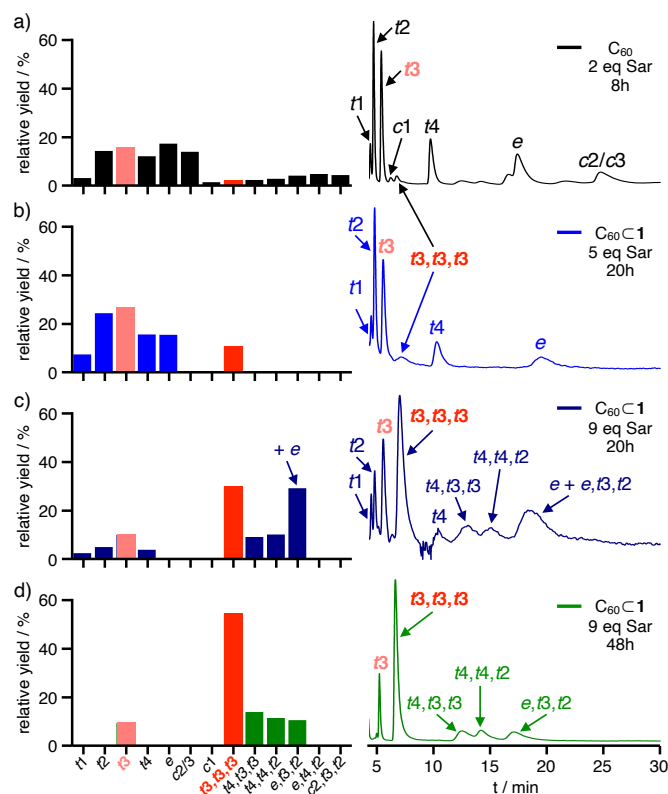 a)
relative yield / %
60
40
20
0
t1
t2
t3
c1
t4
e
c2/c3
C60
2 eq Sar
8h
b)
relative yield / %
60
40
20
0
t1
t2
t3
t3,t3,t3
t4
e
C60⊂1
5 eq Sar
20h
c)
relative yield / %
60
40
20
0
+ e
t1
t2
t3
t3,t3,t3
t4
t4,t3,t3
t4,t4,t2
e + e,t3,t2
C60⊂1
9 eq Sar
20h
d)
relative yield / %
60
40
20
0
t1
t2
t3
t4
e
c2/3
c1
t3,t3,t3
t4,t3,t3
t4,t4,t2
e,t3,t2
e,t4,t2
c2,t3,t2
t3
t3,t3,t3
t4,t3,t3
t4,t4,t2
e,t3,t2
C60⊂1
9 eq Sar
48h
5 10 15 20 25 30
t / min